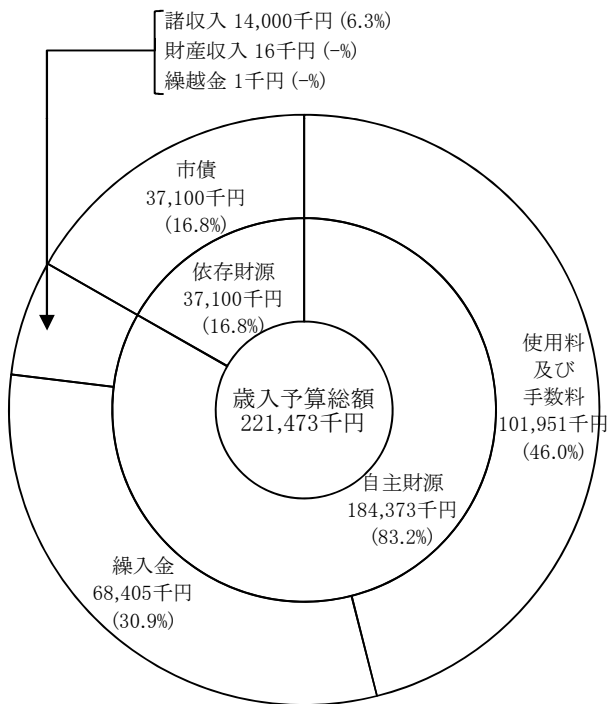 諸収入 14,000千円 (6.3%)
財産収入 16千円 (-%)
繰越金 1千円 (-%)
市債
37,100千円
(16.8%)
依存財源
37,100千円
(16.8%)
使用料
及び
手数料
101,951千円
(46.0%)
歳入予算総額
221,473千円
自主財源
184,373千円
(83.2%)
繰入金
68,405千円
(30.9%)